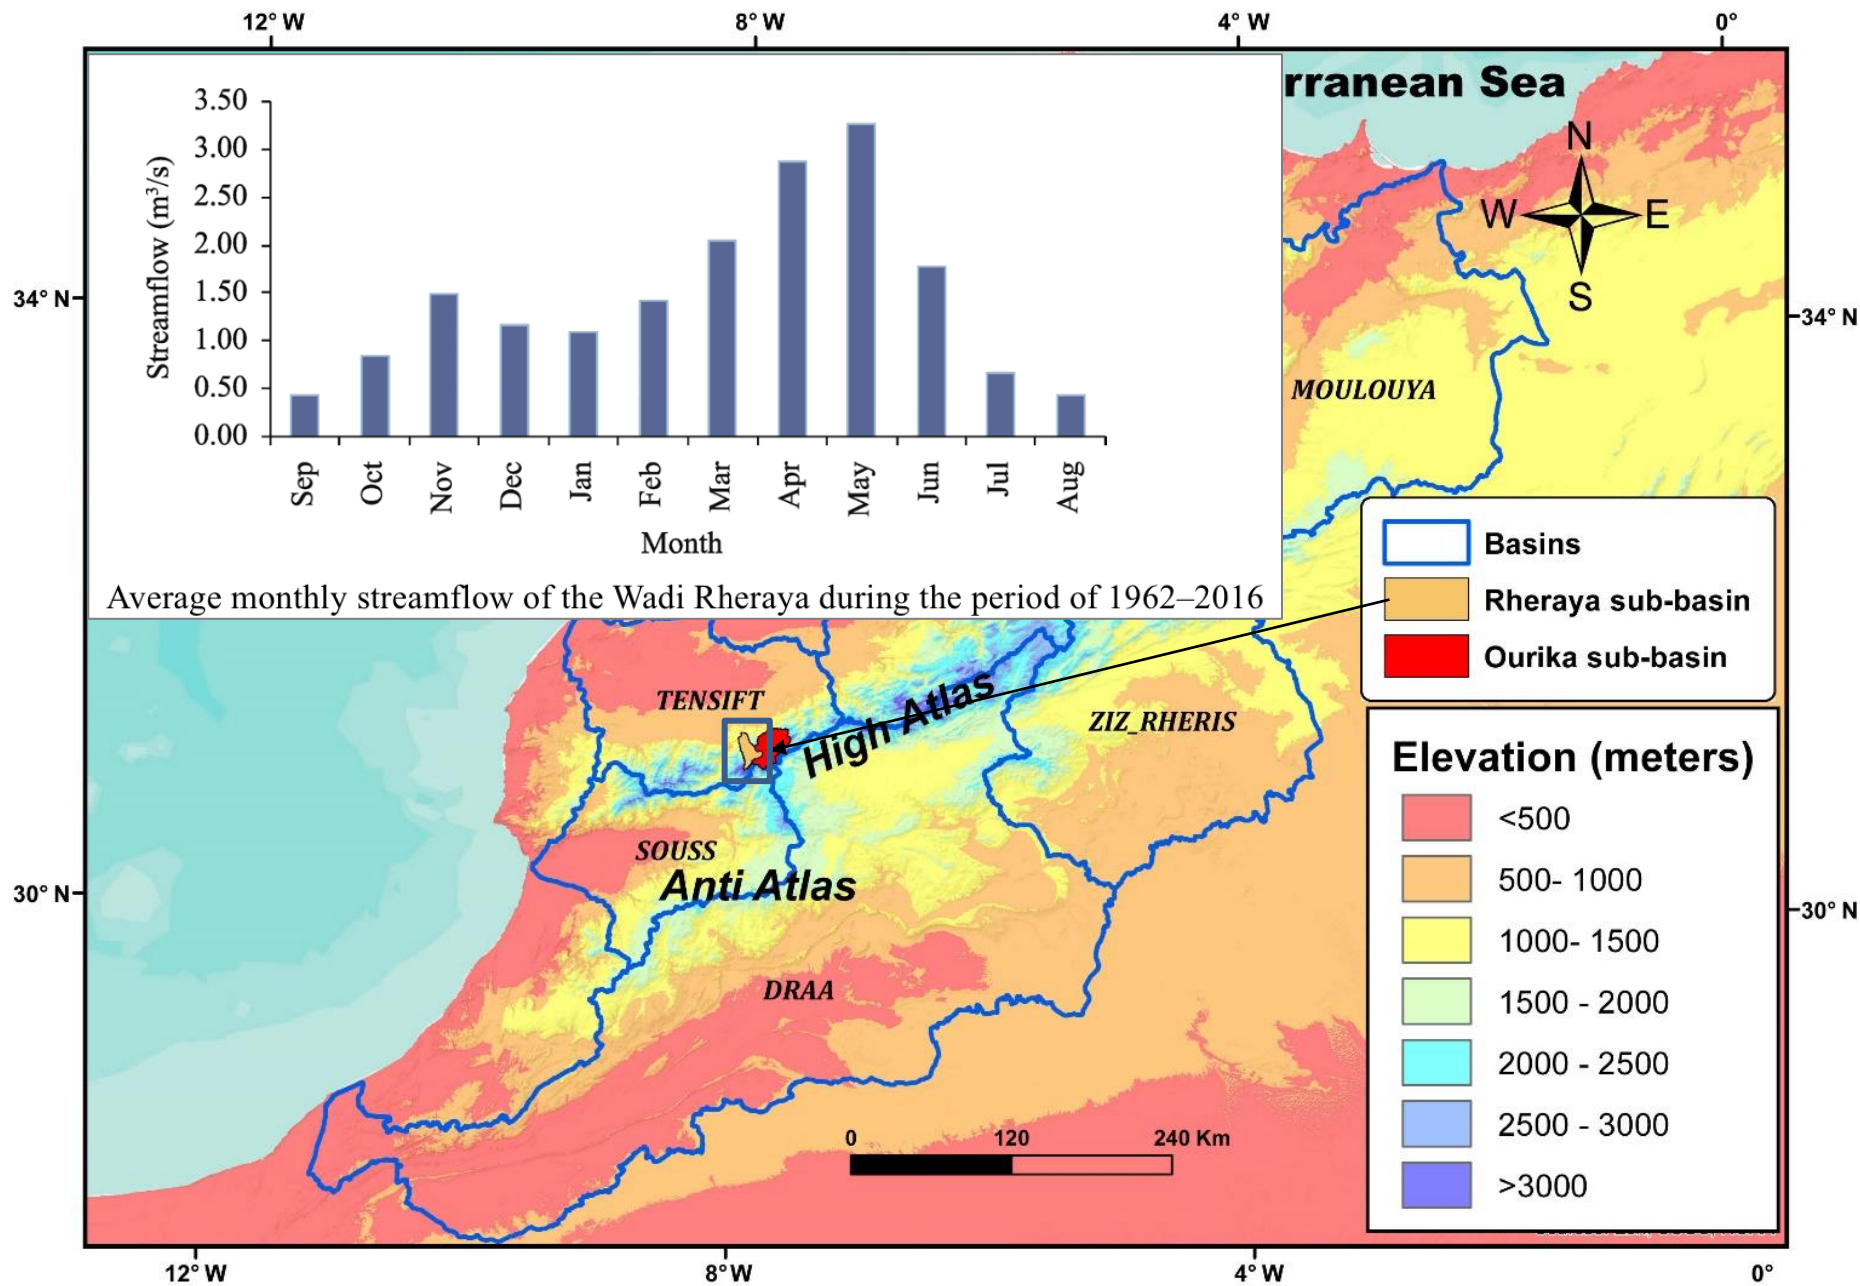 12° W 8° W 4° W 0°
rranean Sea
N
W E
S
34° N
34° N
30° N
30° N
3.50
3.00
2.50
2.00
1.50
1.00
0.50
0.00
Streamflow (m³/s)
Sep Oct Nov Dec Jan Feb Mar Apr May Jun Jul Aug
Month
Average monthly streamflow of the Wadi Rheraya during the period of 1962–2016
MOULOUYA
Basins
Rheraya sub-basin
Ourika sub-basin
TENSIFT
High Atlas
ZIZ_RHERIS
SOUSS
Anti Atlas
DRAA
Elevation (meters)
<500
500- 1000
1000- 1500
1500 - 2000
2000 - 2500
2500 - 3000
>3000
0 120 240 Km
12° W 8° W 4° W 0°